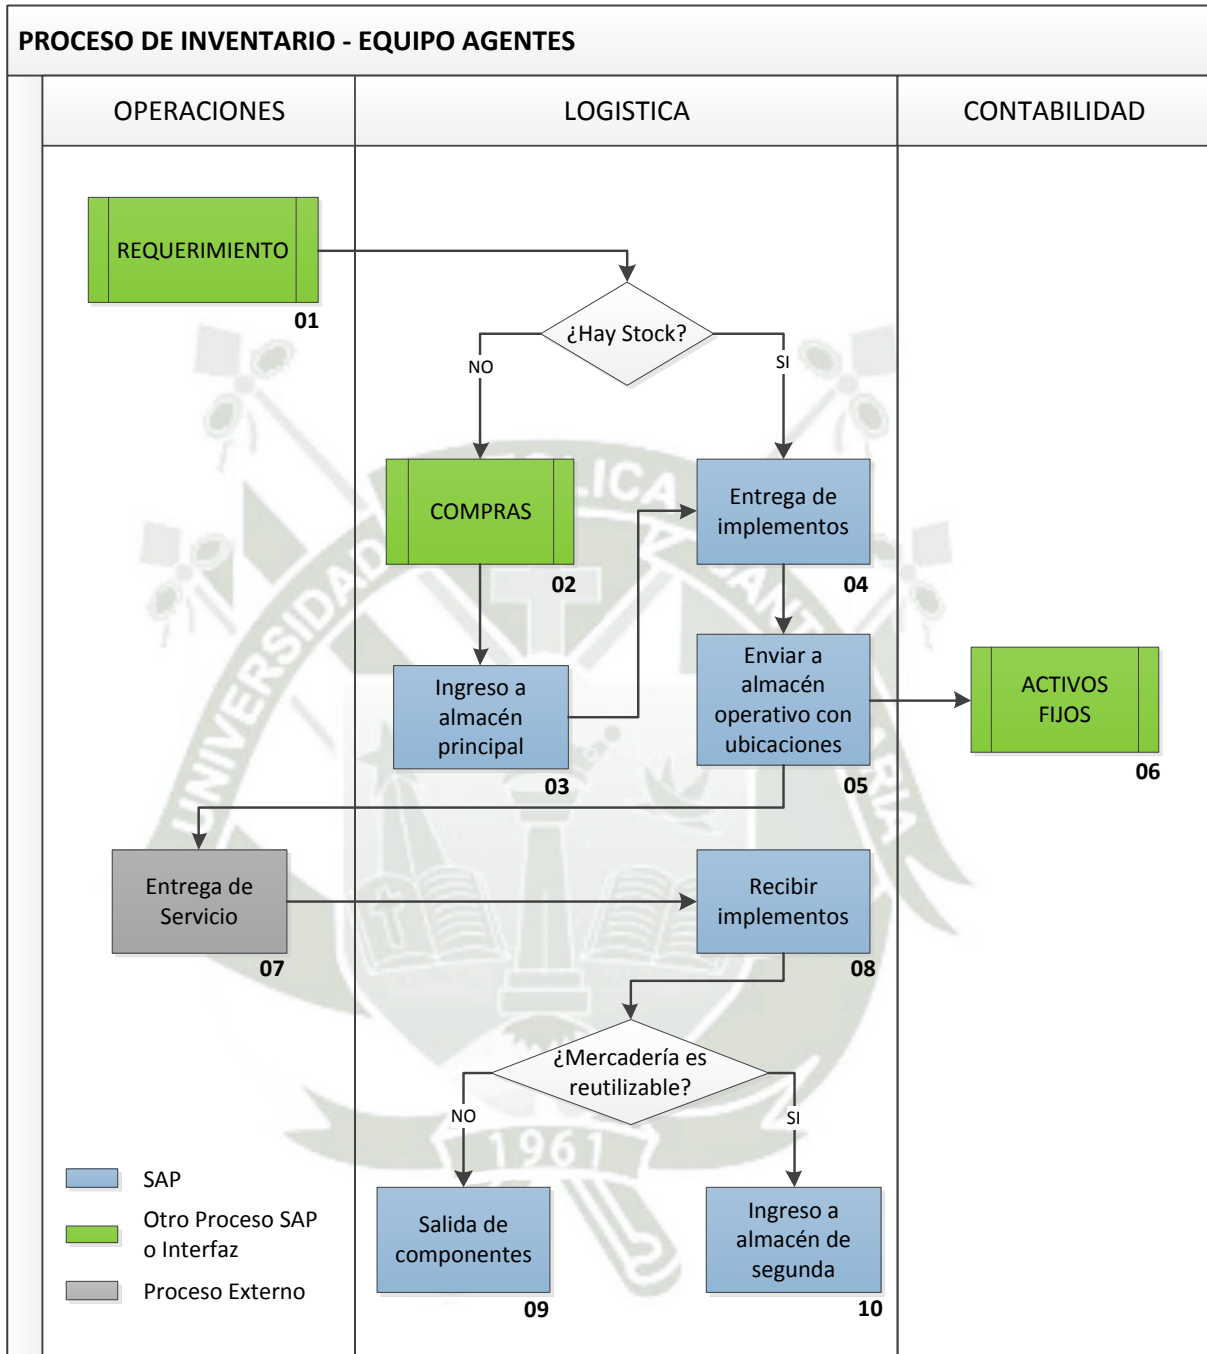 PROCESO DE INVENTARIO - EQUIPO AGENTES
OPERACIONES
LOGISTICA
CONTABILIDAD
REQUERIMIENTO
01
¿Hay Stock?
NO
SI
COMPRAS
02
Entrega de
implementos
04
Ingreso a
almacén
principal
03
Enviar a
almacén
operativo con
ubicaciones
05
ACTIVOS
FIJOS
06
Entrega de
Servicio
07
Recibir
implementos
08
¿Mercadería es
reutilizable?
NO
SI
Salida de
componentes
09
Ingreso a
almacén de
segunda
10
SAP
Otro Proceso SAP
o Interfaz
Proceso Externo
UNIVERSIDAD
1961